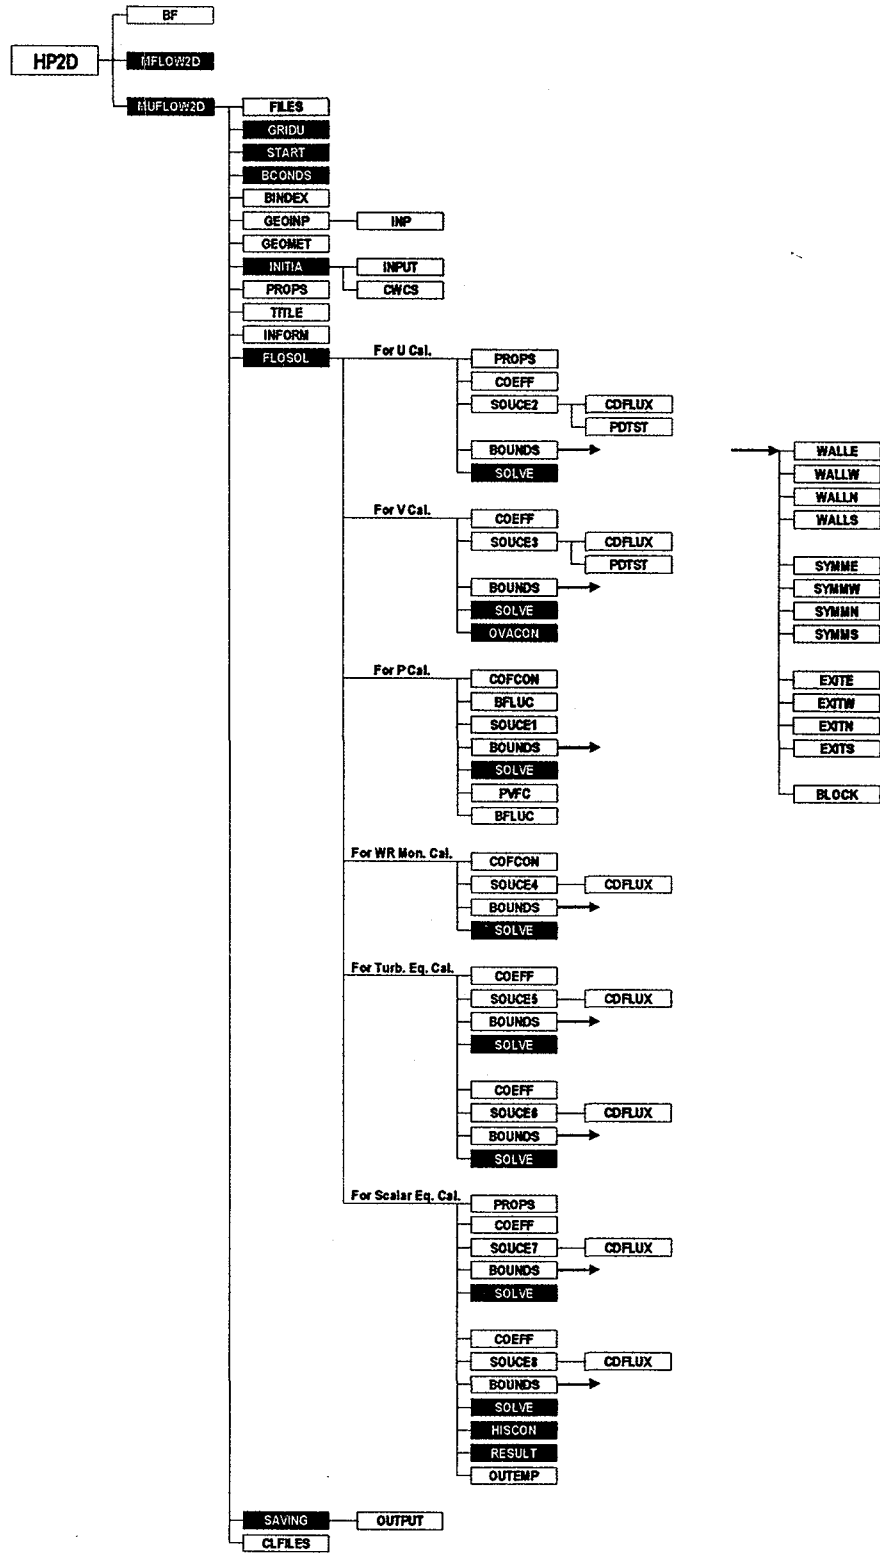 BF
HP2D
MFLOW2D
MUFLOW2D
FILES
GRIDU
START
BCONDS
BINDEX
GEOINP
INP
GEOMET
INITIA
INPUT
CWCS
PROPS
TITLE
INFORM
FLOSOL
For U Cal.
PROPS
COEFF
SOUCE2
CDFLUX
PDTST
BOUNDS
SOLVE
For V Cal.
COEFF
SOUCE3
CDFLUX
PDTST
BOUNDS
SOLVE
OVACON
For P Cal.
COFCON
BFLUC
SOUCE1
BOUNDS
SOLVE
PVFC
BFLUC
For WR Mon. Cal.
COFCON
SOUCE4
CDFLUX
BOUNDS
SOLVE
For Turb. Eq. Cal.
COEFF
SOUCE5
CDFLUX
BOUNDS
SOLVE
COEFF
SOUCE6
CDFLUX
BOUNDS
SOLVE
For Scalar Eq. Cal.
PROPS
COEFF
SOUCE7
CDFLUX
BOUNDS
SOLVE
COEFF
SOUCE8
CDFLUX
BOUNDS
SOLVE
HISCON
RESULT
OUTEMP
SAVING
OUTPUT
CLFILES
WALLE
WALLW
WALLN
WALLS
SYMME
SYMMW
SYMMN
SYMMS
EXITE
EXITW
EXITN
EXITS
BLOCK